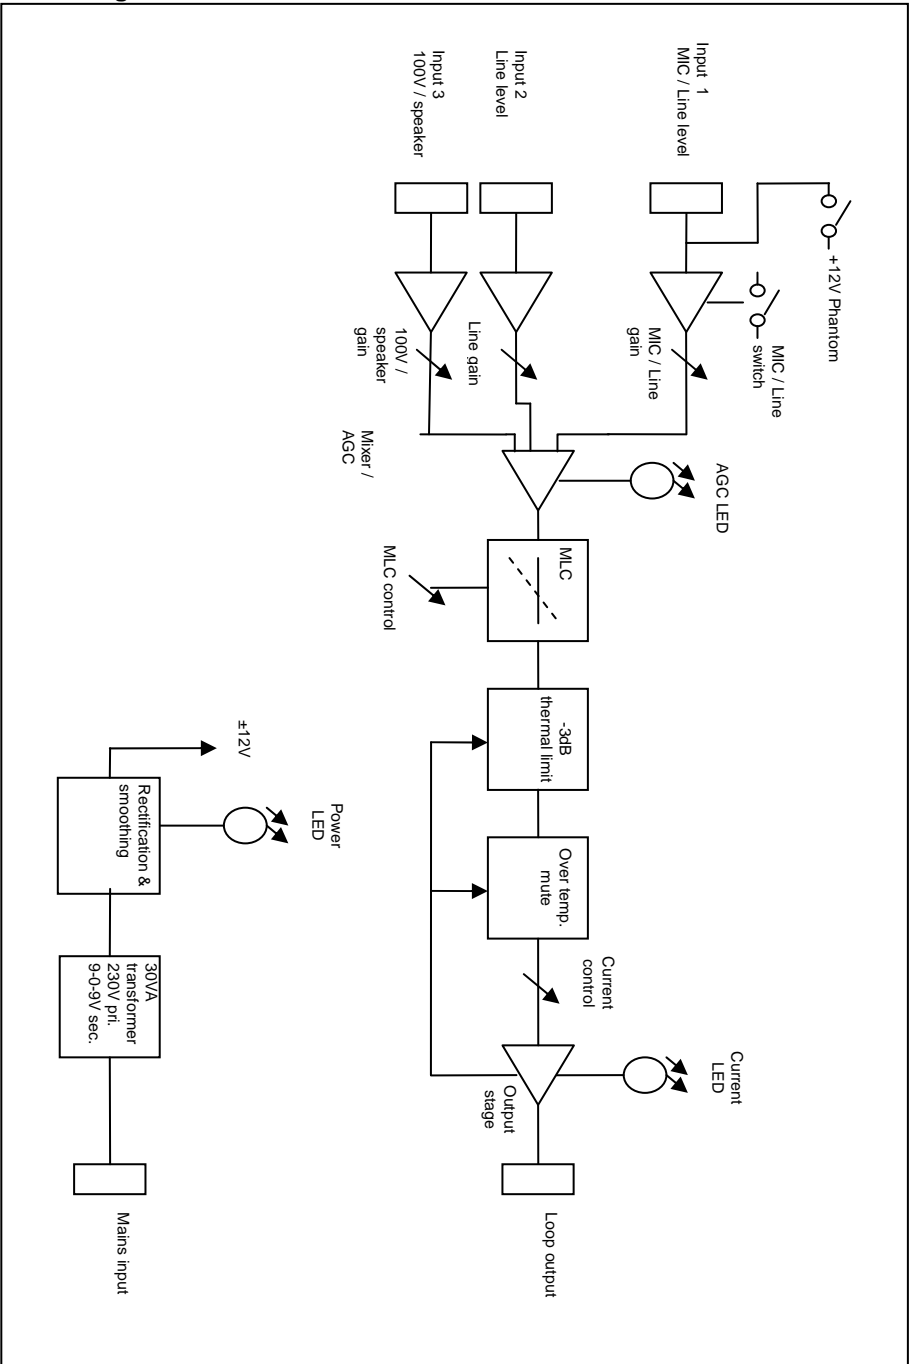 +12V Phantom
MIC / Line
switch
Input 1
MIC / Line level
MIC / Line
gain
AGC LED
Input 2
Line level
Line gain
Input 3
100V / speaker
100V /
speaker
gain
Mixer /
AGC
MLC
MLC control
-3dB
thermal limit
Over temp.
mute
Current
control
Current
LED
Output
stage
Loop output
±12V
Power
LED
Rectification &
smoothing
30VA
transformer
230V pri.
9-0-9V sec.
Mains input